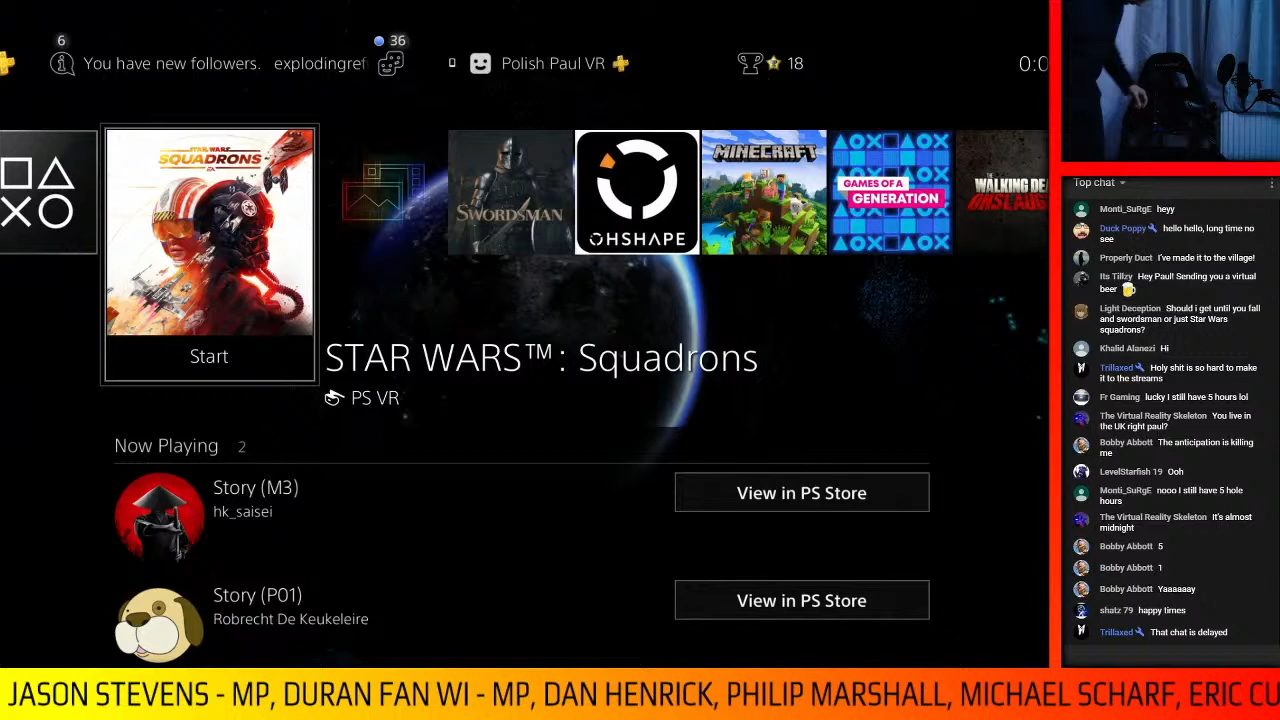 6
36
You have new followers. explodingref
Polish Paul VR
18
0:0
STAR WARS
SQUADRONS
Start
SWORDSMAN
OHSHAPE
MINECRAFT
GAMES OF A
GENERATION
THE
WALKING DEA
ONSLAUG
STAR WARS™: Squadrons
PS VR
Now Playing 2
Story (M3)
hk_saisei
View in PS Store
Story (P01)
Robrecht De Keukeleire
View in PS Store
Top chat
Monti_SuRgE heyy
Duck Poppy hello hello, long time no
see
Properly Duct I've made it to the village!
Its Tillzy Hey Paul! Sending you a virtual
beer
Light Deception Should i get until you fall
and swordsman or just Star Wars
squadrons?
Khalid Alanezi Hi
Trillaxed Holy shit is so hard to make
it to the streams
Fr Gaming lucky I still have 5 hours lol
The Virtual Reality Skeleton You live in
the UK right paul?
Bobby Abbott The anticipation is killing
me
LevelStarfish 19 Ooh
Monti_SuRgE nooo I still have 5 hole
hours
The Virtual Reality Skeleton It's almost
midnight
Bobby Abbott 5
Bobby Abbott 1
Bobby Abbott Yaaaaay
shatz 79 happy times
Trillaxed That chat is delayed
JASON STEVENS - MP, DURAN FAN WI - MP, DAN HENRICK, PHILIP MARSHALL, MICHAEL SCHARF, ERIC CU